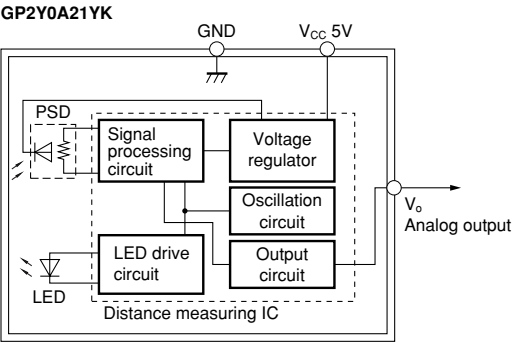 GP2Y0A21YK
GND
VCC 5V
PSD
Signal
processing
circuit
Voltage
regulator
Oscillation
circuit
Vo
Analog output
LED drive
circuit
Output
circuit
LED
Distance measuring IC